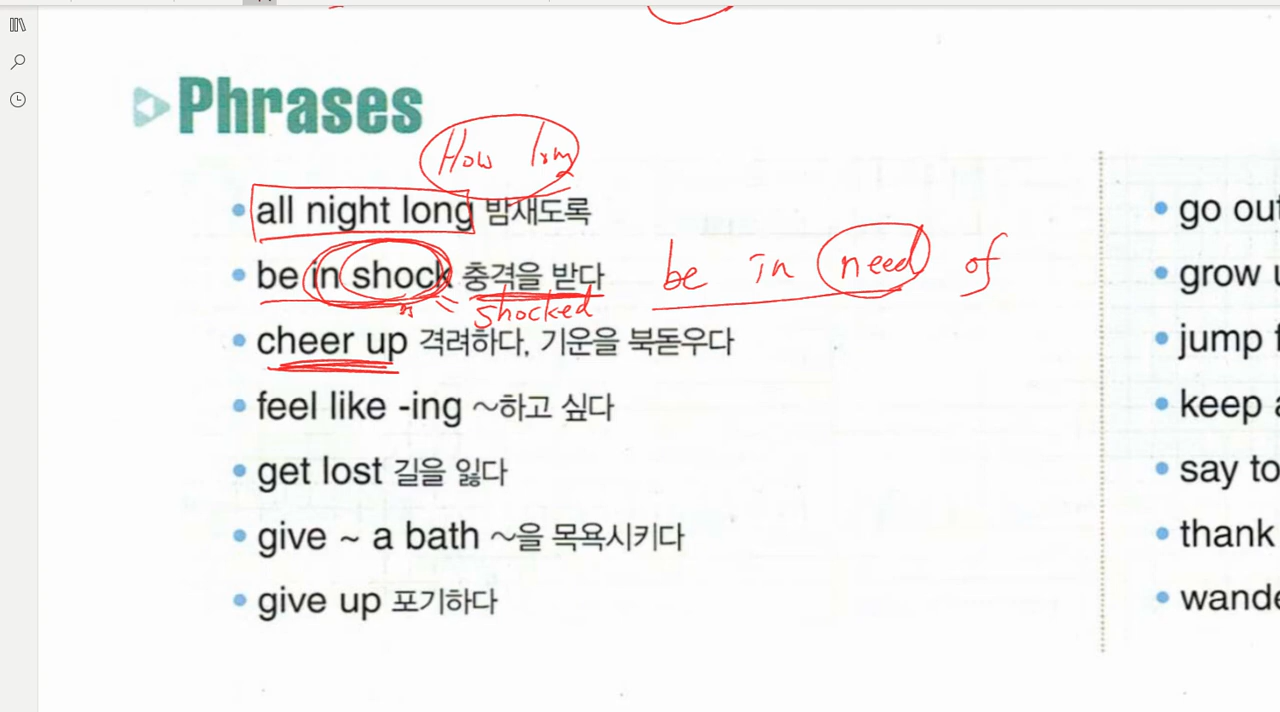 Phrases
How long
• all night long 밤새도록
• be in shock 충격을 받다 be in need of
n shocked
• cheer up 격려하다, 기운을 북돋우다
• feel like -ing ~하고 싶다
• get lost 길을 잃다
• give ~ a bath ~을 목욕시키다
• give up 포기하다
• go out
• grow u
• jump f
• keep a
• say to
• thank
• wande